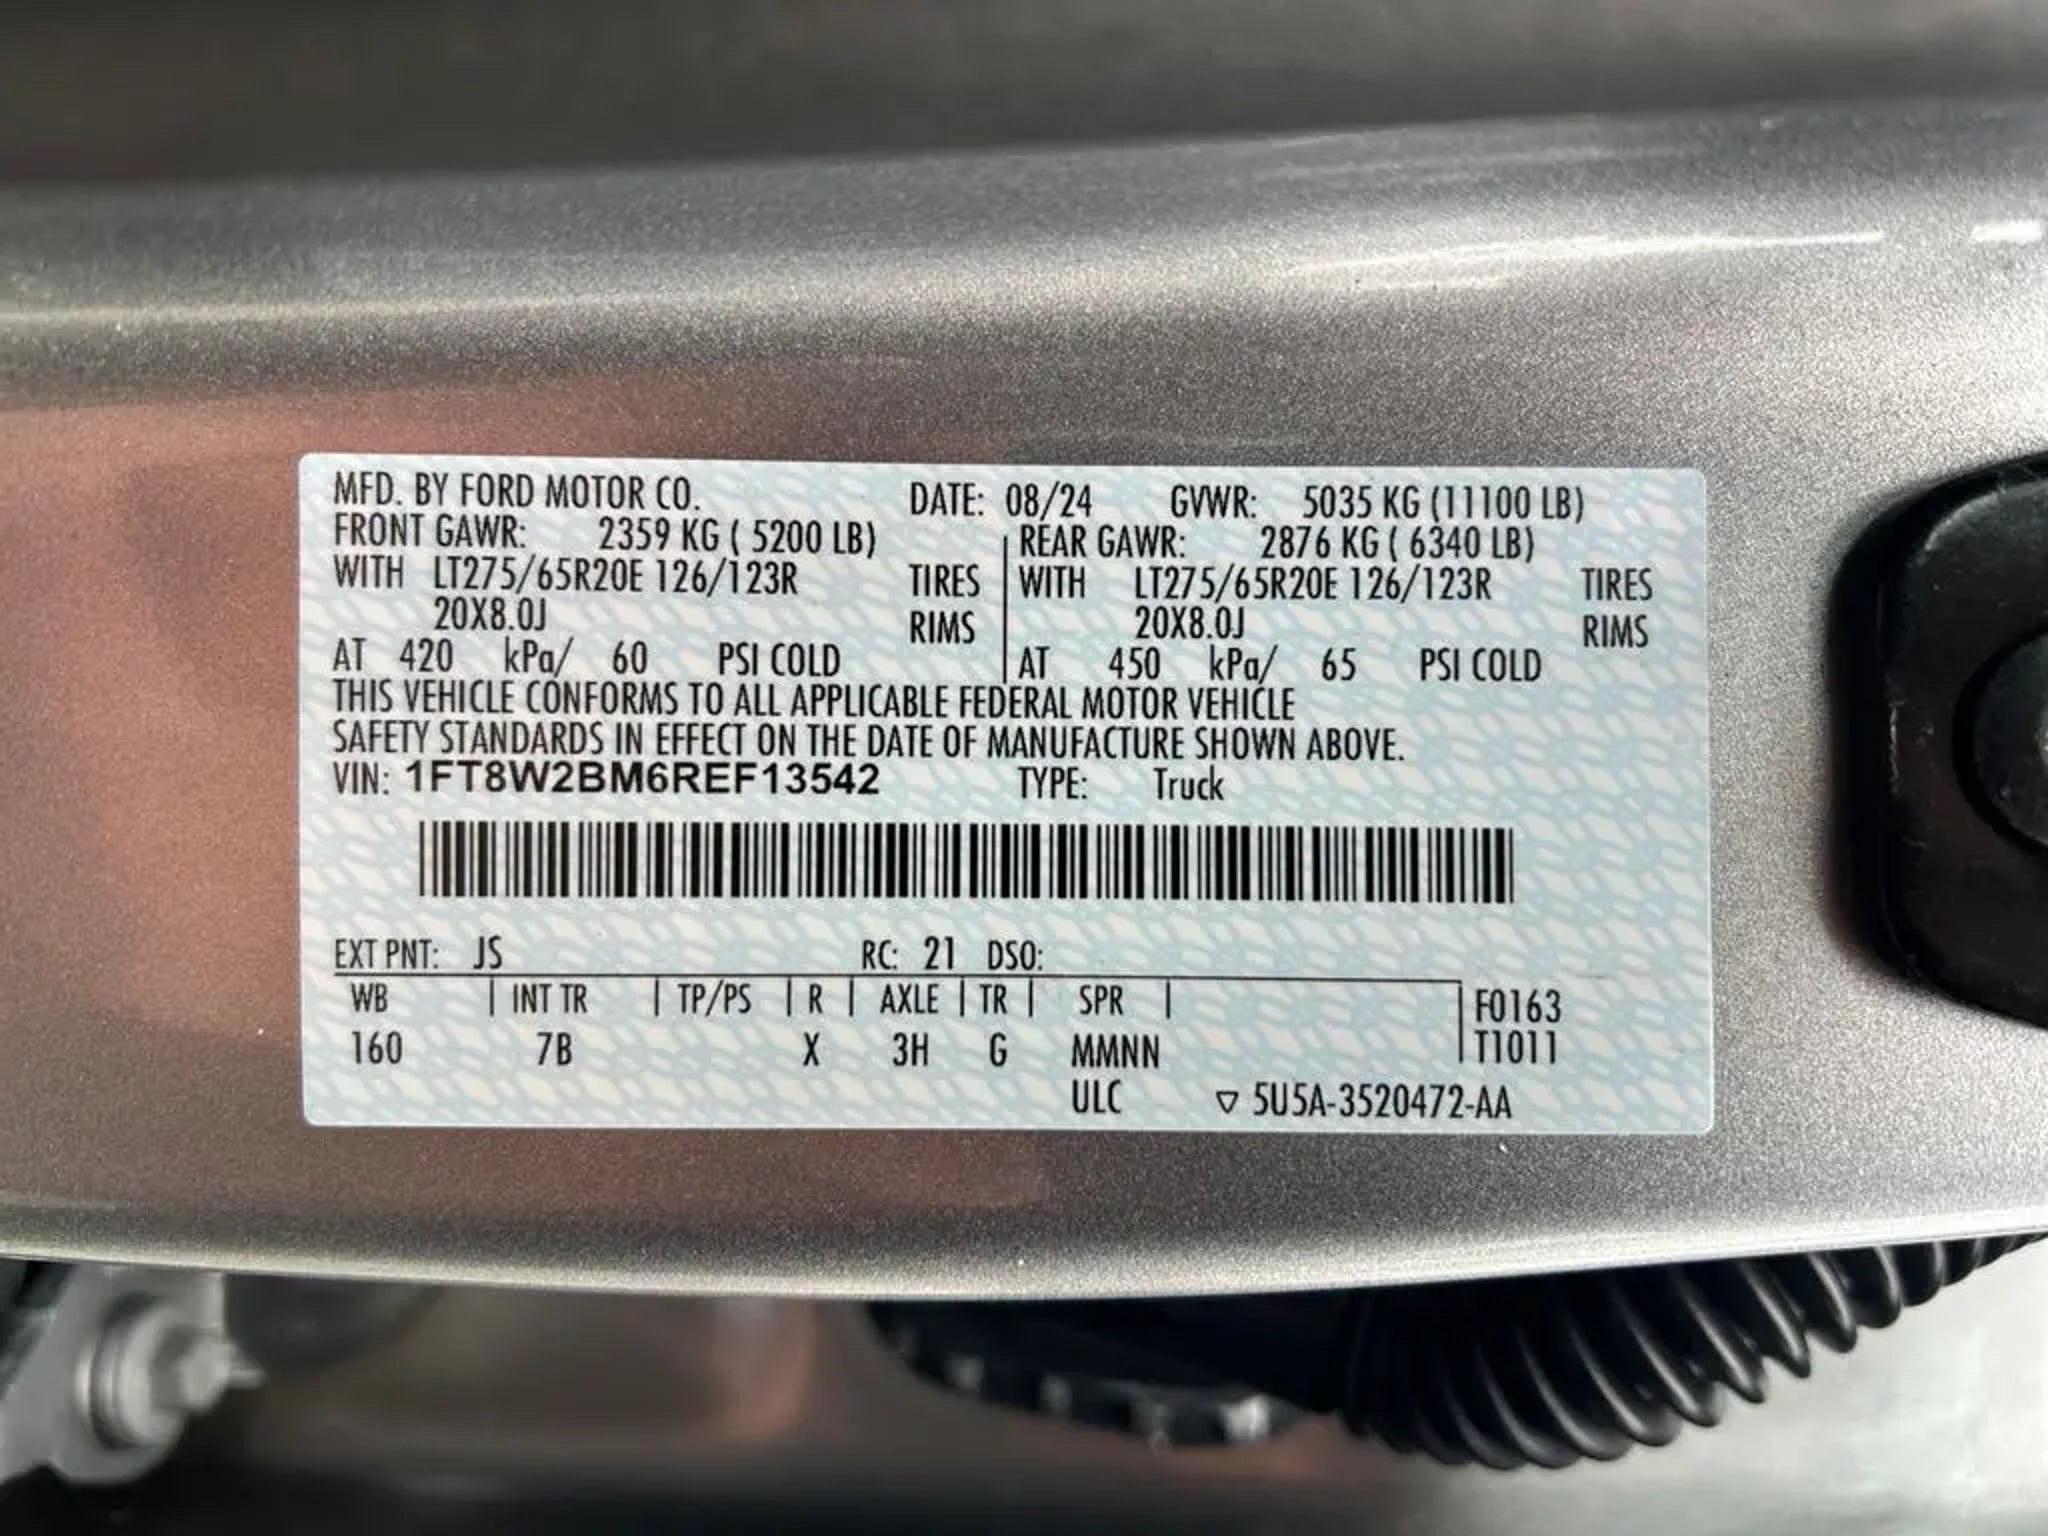 MFD. BY FORD MOTOR CO. DATE: 08/24 GVWR: 5035 KG (11100 LB)
FRONT GAWR: 2359 KG ( 5200 LB) REAR GAWR: 2876 KG ( 6340 LB)
WITH LT275/65R20E 126/123R TIRES WITH LT275/65R20E 126/123R TIRES
20X8.0J RIMS 20X8.0J RIMS
AT 420 kPa/ 60 PSI COLD AT 450 kPa/ 65 PSI COLD
THIS VEHICLE CONFORMS TO ALL APPLICABLE FEDERAL MOTOR VEHICLE
SAFETY STANDARDS IN EFFECT ON THE DATE OF MANUFACTURE SHOWN ABOVE.
VIN: 1FT8W2BM6REF13542 TYPE: Truck
EXT PNT: JS RC: 21 DSO:
WB INT TR TP/PS R AXLE TR SPR F0163
160 7B X 3H G MMNN T1011
ULC ▽ 5U5A-3520472-AA